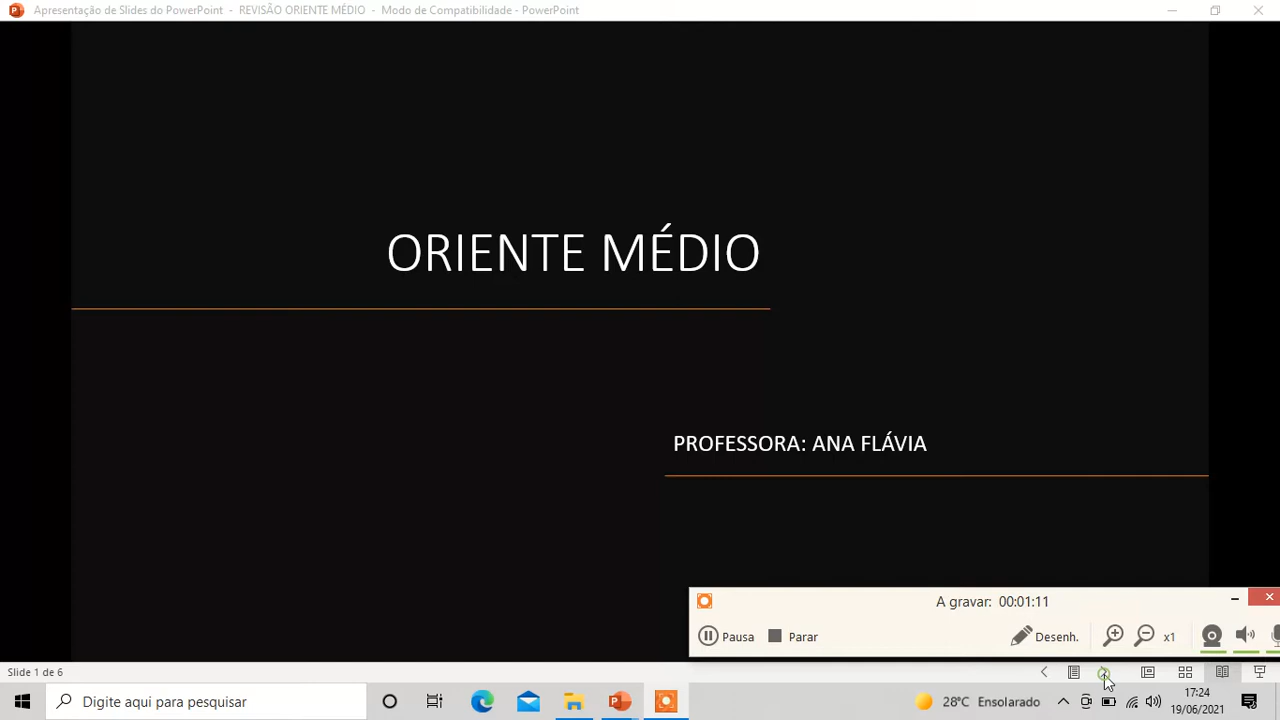 Apresentação de Slides do PowerPoint - REVISÃO ORIENTE MÉDIO - Modo de Compatibilidade - PowerPoint
ORIENTE MÉDIO
PROFESSORA: ANA FLÁVIA
A gravar: 00:01:11
Pausa Parar Desenh. x1
Slide 1 de 6
Digite aqui para pesquisar
28°C Ensolarado
17:24
19/06/2021